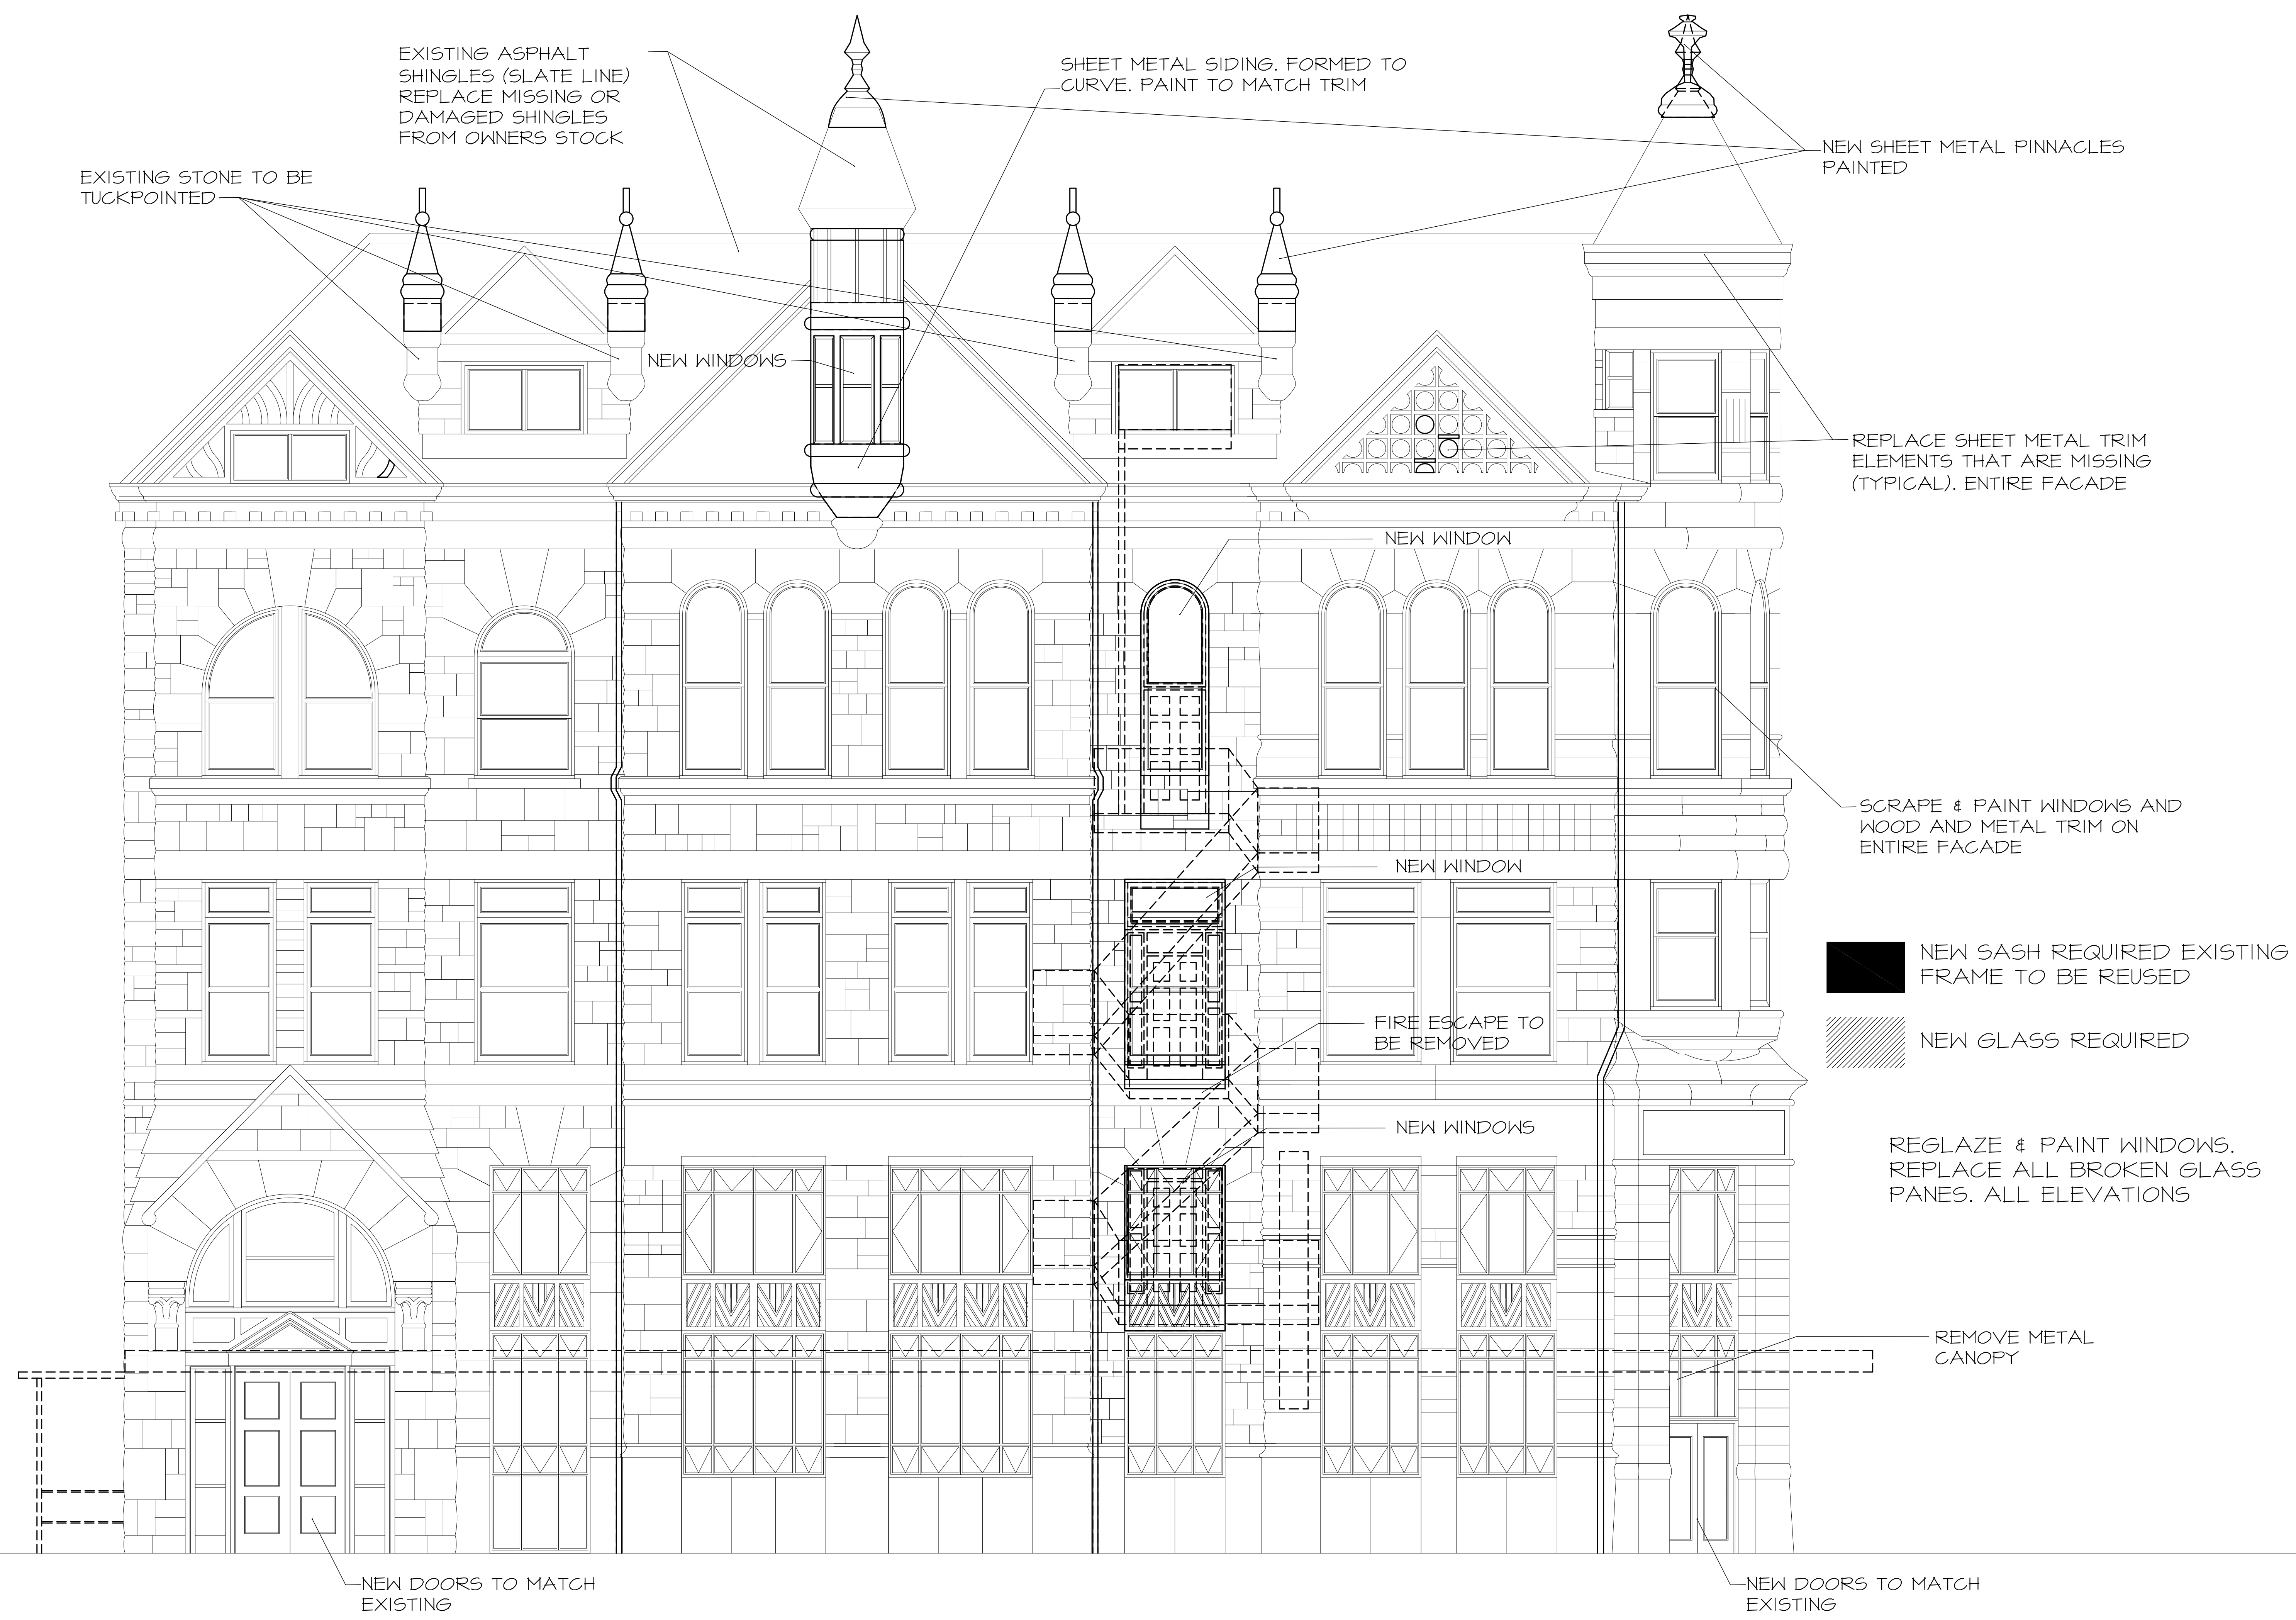 EXISTING ASPHALT
SHINGLES (SLATE LINE)
REPLACE MISSING OR
DAMAGED SHINGLES
FROM OWNERS STOCK
SHEET METAL SIDING. FORMED TO
CURVE. PAINT TO MATCH TRIM
NEW SHEET METAL PINNACLES
PAINTED
EXISTING STONE TO BE
TUCKPOINTED
NEW WINDOWS
REPLACE SHEET METAL TRIM
ELEMENTS THAT ARE MISSING
(TYPICAL). ENTIRE FACADE
NEW WINDOW
SCRAPE & PAINT WINDOWS AND
WOOD AND METAL TRIM ON
ENTIRE FACADE
NEW WINDOW
NEW SASH REQUIRED EXISTING
FRAME TO BE REUSED
FIRE ESCAPE TO
BE REMOVED
NEW GLASS REQUIRED
NEW WINDOWS
REGLAZE & PAINT WINDOWS.
REPLACE ALL BROKEN GLASS
PANES. ALL ELEVATIONS
REMOVE METAL
CANOPY
NEW DOORS TO MATCH
EXISTING
NEW DOORS TO MATCH
EXISTING